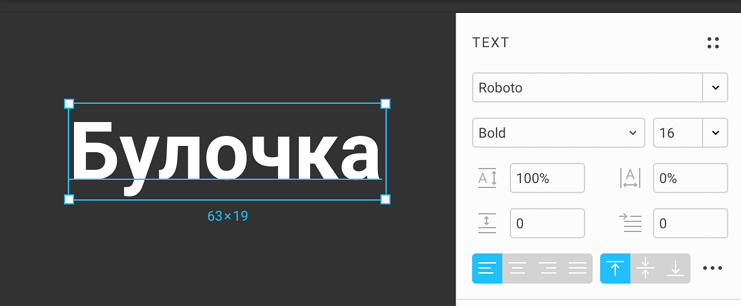 TEXT
Roboto
Булочка
Bold 16
A 100% A 0%
63×19
0 0